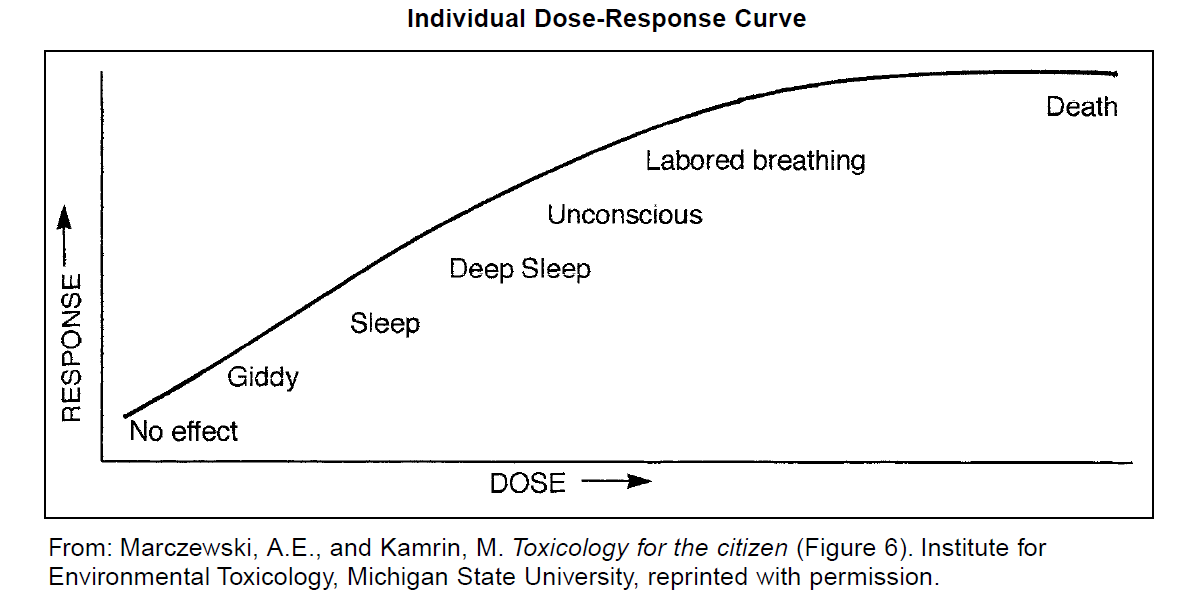 Individual Dose-Response Curve
Death
Labored breathing
Unconscious
Deep Sleep
Sleep
Giddy
No effect
RESPONSE
DOSE
From: Marczewski, A.E., and Kamrin, M. Toxicology for the citizen (Figure 6). Institute for
Environmental Toxicology, Michigan State University, reprinted with permission.